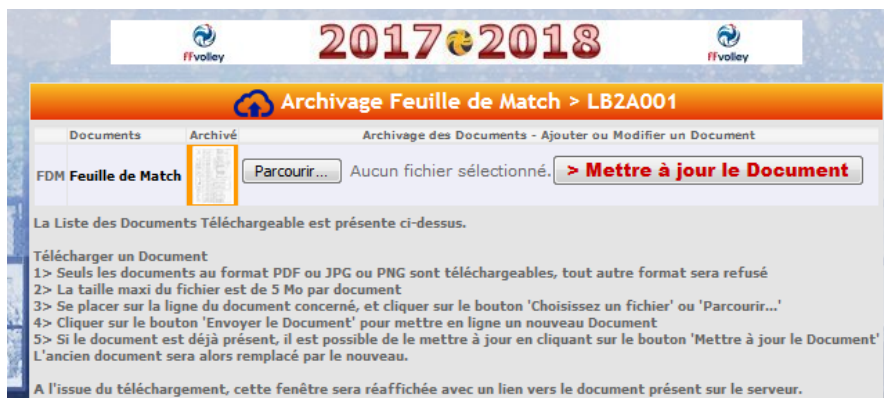 ffvolley 2017 2018 ffvolley
Archivage Feuille de Match > LB2A001
Documents Archivé Archivage des Documents - Ajouter ou Modifier un Document
FDM Feuille de Match Parcourir... Aucun fichier sélectionné. > Mettre à jour le Document
La Liste des Documents Téléchargeable est présente ci-dessus.
Télécharger un Document
1> Seuls les documents au format PDF ou JPG ou PNG sont téléchargeables, tout autre format sera refusé
2> La taille maxi du fichier est de 5 Mo par document
3> Se placer sur la ligne du document concerné, et cliquer sur le bouton 'Choisissez un fichier' ou 'Parcourir...'
4> Cliquer sur le bouton 'Envoyer le Document' pour mettre en ligne un nouveau Document
5> Si le document est déjà présent, il est possible de le mettre à jour en cliquant sur le bouton 'Mettre à jour le Document'
L'ancien document sera alors remplacé par le nouveau.
A l'issue du téléchargement, cette fenêtre sera réaffichée avec un lien vers le document présent sur le serveur.